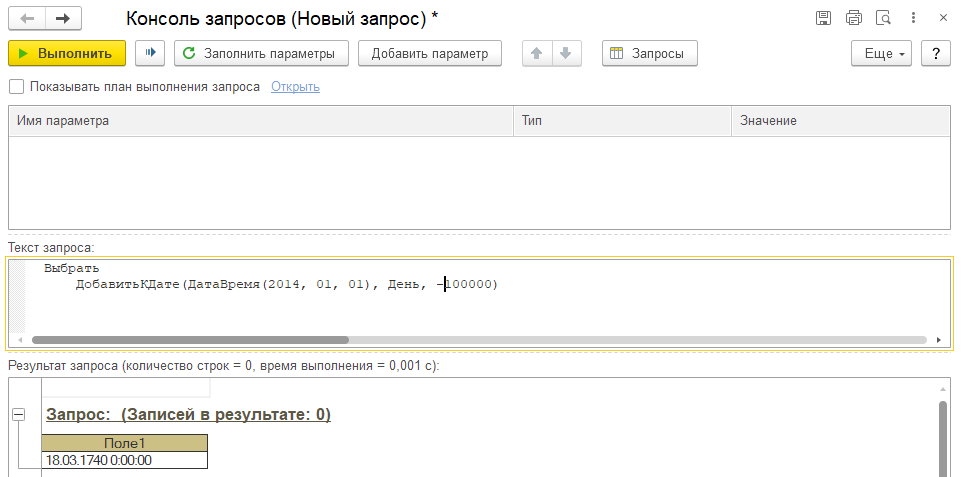 Консоль запросов (Новый запрос) *
Выполнить Заполнить параметры Добавить параметр Запросы Еще ?
Показывать план выполнения запроса Открыть
Имя параметра Тип Значение
Текст запроса:
Выбрать
ДобавитьКДате(ДатаВремя(2014, 01, 01), День, -100000)
Результат запроса (количество строк = 0, время выполнения = 0,001 с):
Запрос: (Записей в результате: 0)
Поле1
18.03.1740 0:00:00